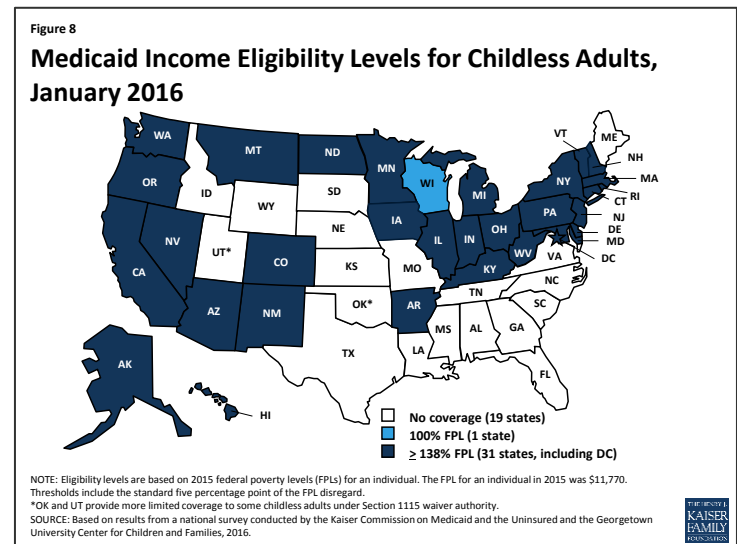 Figure 8
Medicaid Income Eligibility Levels for Childless Adults,
January 2016
WA
MT
ND
MN
VT
ME
NH
MA
OR
ID
SD
WI
MI
NY
RI
CT
WY
IA
PA
NJ
NV
NE
IL
IN
OH
DE
MD
UT*
CO
WV
VA
DC
CA
KS
MO
KY
NC
TN
AZ
NM
OK*
AR
SC
MS
AL
GA
TX
LA
AK
FL
HI
No coverage (19 states)
100% FPL (1 state)
≥ 138% FPL (31 states, including DC)
NOTE: Eligibility levels are based on 2015 federal poverty levels (FPLs) for an individual. The FPL for an individual in 2015 was $11,770.
Thresholds include the standard five percentage point of the FPL disregard.
*OK and UT provide more limited coverage to some childless adults under Section 1115 waiver authority.
SOURCE: Based on results from a national survey conducted by the Kaiser Commission on Medicaid and the Uninsured and the Georgetown
University Center for Children and Families, 2016.
THE HENRY J.
KAISER
FAMILY
FOUNDATION